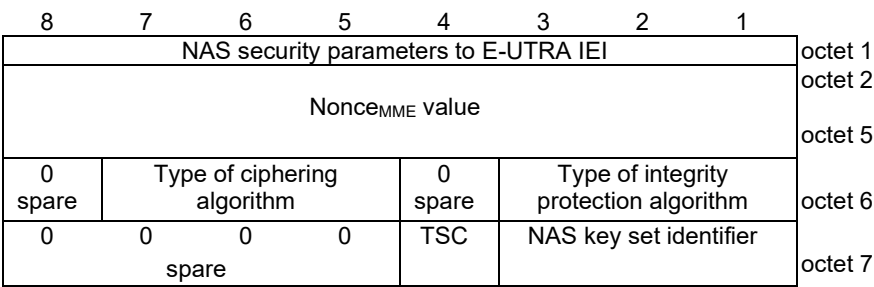 8 7 6 5 4 3 2 1
NAS security parameters to E-UTRA IEI octet 1
octet 2
NonceMME value
octet 5
0 Type of ciphering 0 Type of integrity
spare algorithm spare protection algorithm octet 6
0 0 0 0 TSC NAS key set identifier
spare octet 7